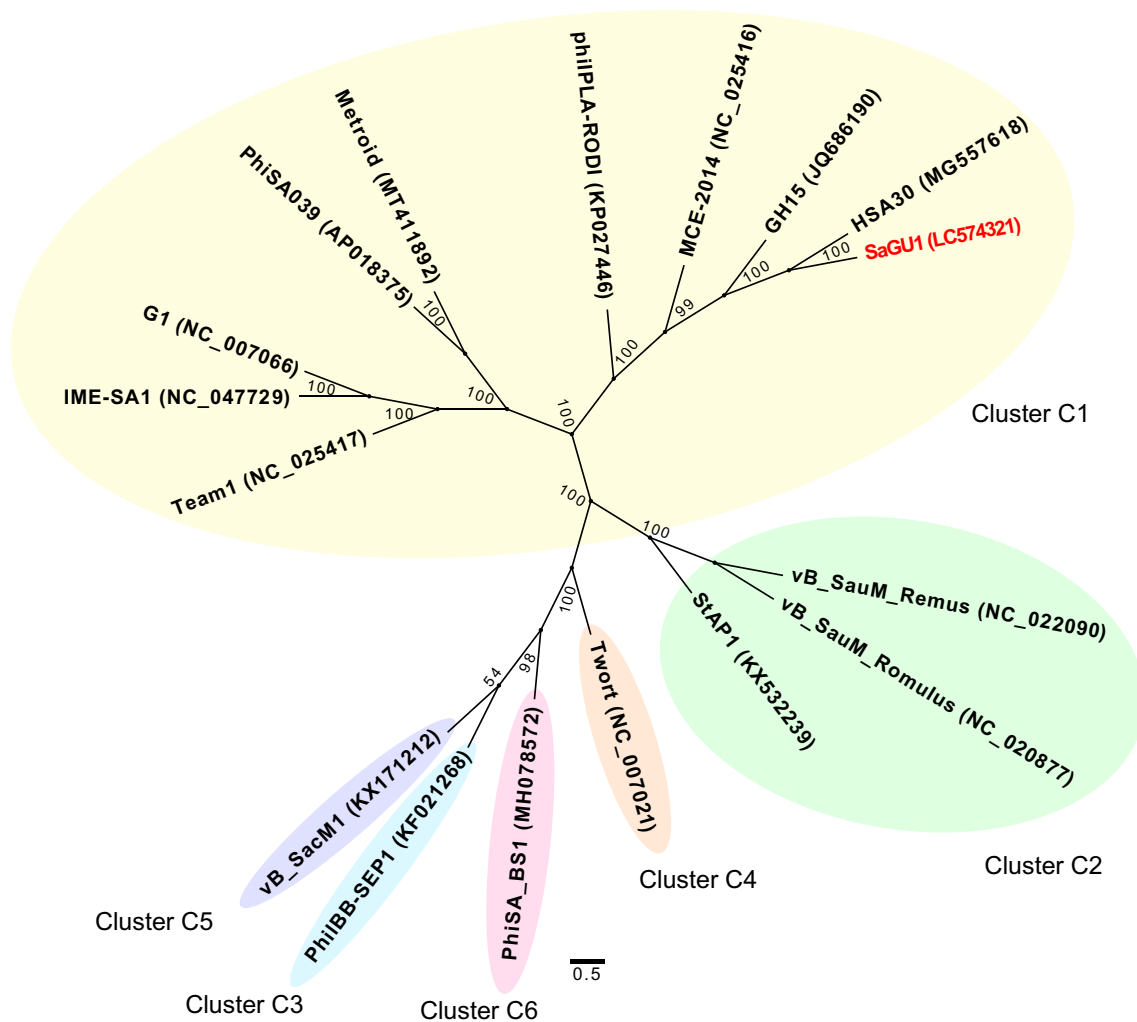 philPLA-RODI (KP027446)
MCE-2014 (NC_025416)
GH15 (JQ686190)
HSA30 (MG557618)
SaGU1 (LC574321)
Metroid (MT411892)
PhiSA039 (AP018375)
G1 (NC_007066)
IME-SA1 (NC_047729)
Team1 (NC_025417)
Cluster C1
100
100
100
100
100
99
100
100
100
100
100
100
vB_SauM_Remus (NC_022090)
vB_SauM_Romulus (NC_020877)
StAP1 (KX532239)
Cluster C2
100
98
54
Twort (NC_007021)
Cluster C4
vB_SacM1 (KX171212)
Cluster C5
PhilBB-SEP1 (KF021268)
Cluster C3
PhiSA_BS1 (MH078572)
Cluster C6
0.5